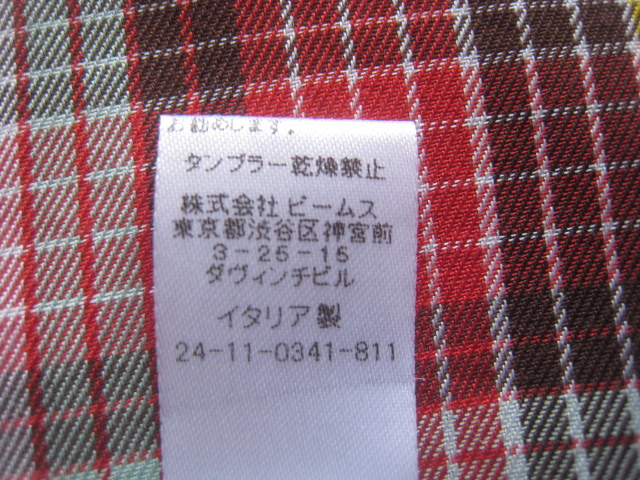 お勧めします。
タンブラー乾燥禁止
株式会社 ビームス
東京都渋谷区神宮前
3-25-15
ダヴィンチビル
イタリア製
24-11-0341-811